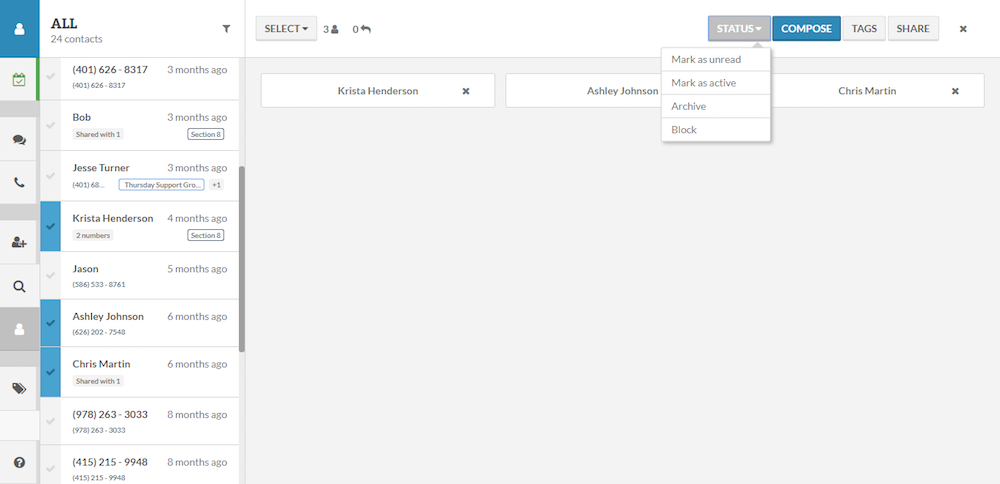 ALL
24 contacts
SELECT
3
0
STATUS
COMPOSE
TAGS
SHARE
Mark as unread
Mark as active
Archive
Block
Krista Henderson
Ashley Johnson
Chris Martin
(401) 626 - 8317 3 months ago
(401) 626 - 8317
Bob 3 months ago
Shared with 1 Section 8
Jesse Turner 3 months ago
(401) 68... Thursday Support Gro... +1
Krista Henderson 4 months ago
2 numbers Section 8
Jason 5 months ago
(586) 533 - 8761
Ashley Johnson 6 months ago
(626) 202 - 7548
Chris Martin 6 months ago
Shared with 1
(978) 263 - 3033 8 months ago
(978) 263 - 3033
(415) 215 - 9948 8 months ago
(415) 215 - 9948